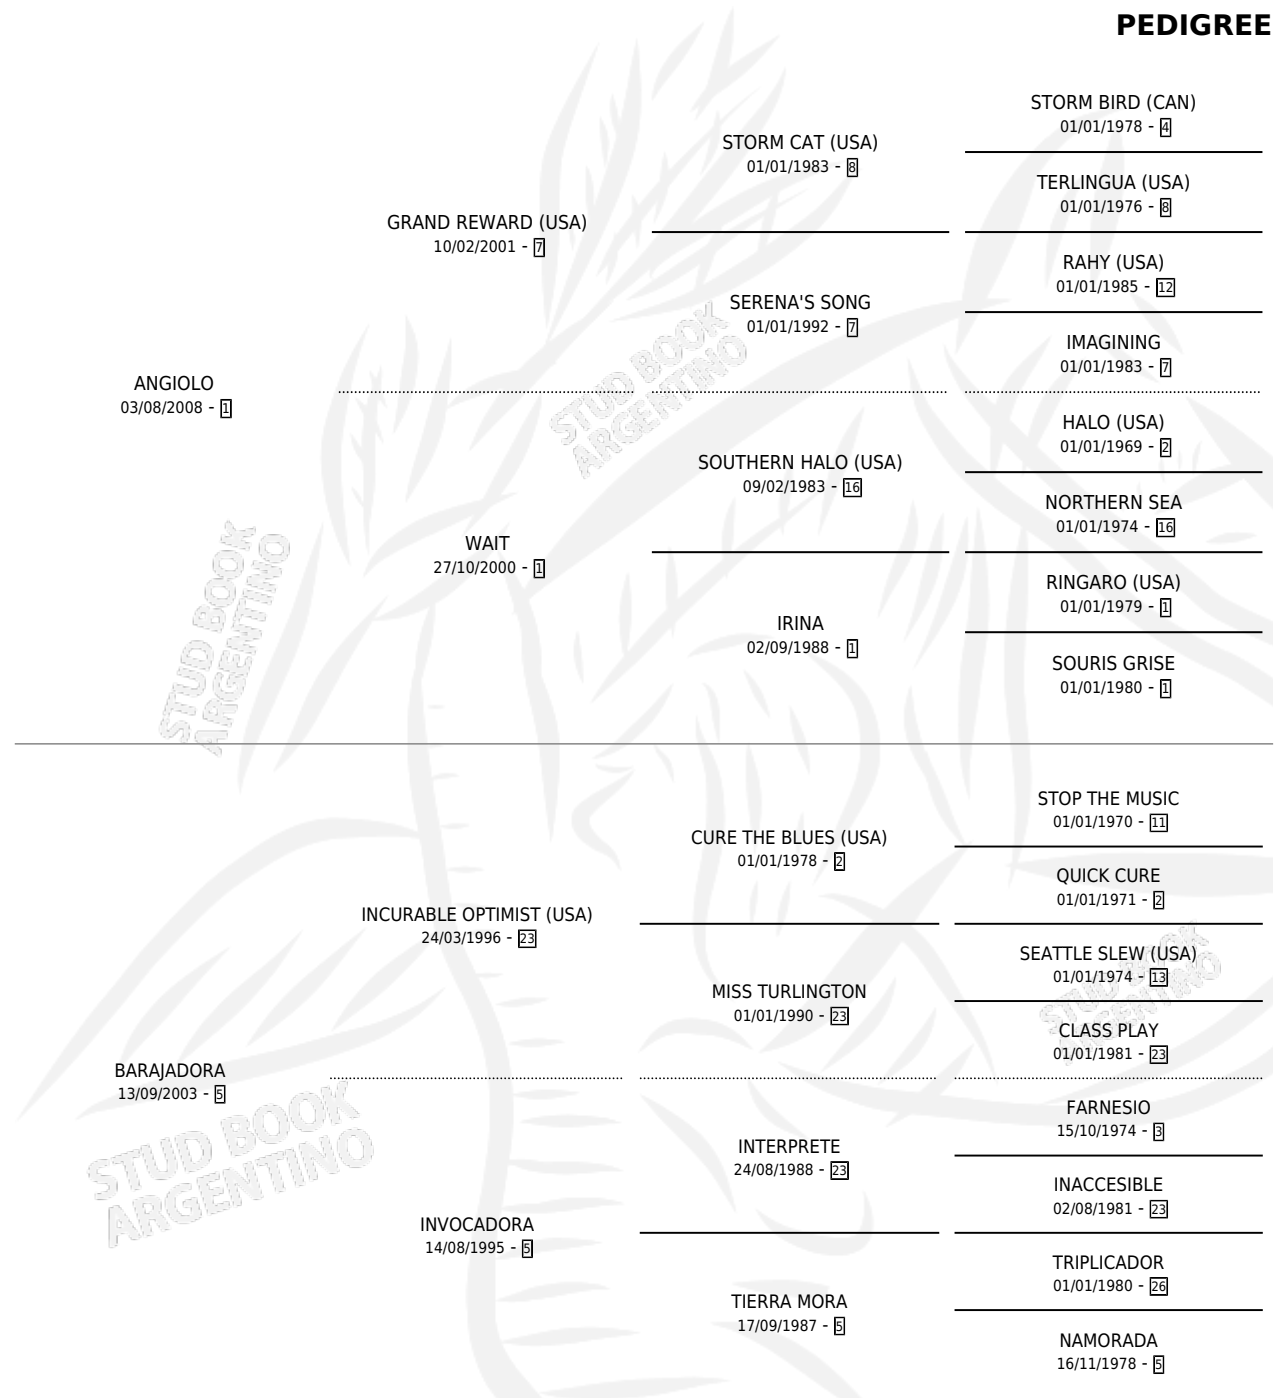 PEDIGREE
STORM BIRD (CAN)
01/01/1978 - 4
STORM CAT (USA)
01/01/1983 - 8
TERLINGUA (USA)
01/01/1976 - 8
GRAND REWARD (USA)
10/02/2001 - 7
RAHY (USA)
01/01/1985 - 12
SERENA'S SONG
01/01/1992 - 7
IMAGINING
01/01/1983 - 7
ANGIOLO
03/08/2008 - 1
HALO (USA)
01/01/1969 - 2
SOUTHERN HALO (USA)
09/02/1983 - 16
NORTHERN SEA
01/01/1974 - 16
WAIT
27/10/2000 - 1
RINGARO (USA)
01/01/1979 - 1
IRINA
02/09/1988 - 1
SOURIS GRISE
01/01/1980 - 1
STOP THE MUSIC
01/01/1970 - 11
CURE THE BLUES (USA)
01/01/1978 - 2
QUICK CURE
01/01/1971 - 2
INCURABLE OPTIMIST (USA)
24/03/1996 - 23
SEATTLE SLEW (USA)
01/01/1974 - 13
MISS TURLINGTON
01/01/1990 - 23
CLASS PLAY
01/01/1981 - 23
BARAJADORA
13/09/2003 - 5
FARNESIO
15/10/1974 - 3
INTERPRETE
24/08/1988 - 23
INACCESIBLE
02/08/1981 - 23
INVOCADORA
14/08/1995 - 5
TRIPLICADOR
01/01/1980 - 26
TIERRA MORA
17/09/1987 - 5
NAMORADA
16/11/1978 - 5
STUD BOOK
ARGENTINO
STUD BOOK
ARGENTINO
STUD BOOK
ARGENTINO
STUD BOOK
ARGENTINO